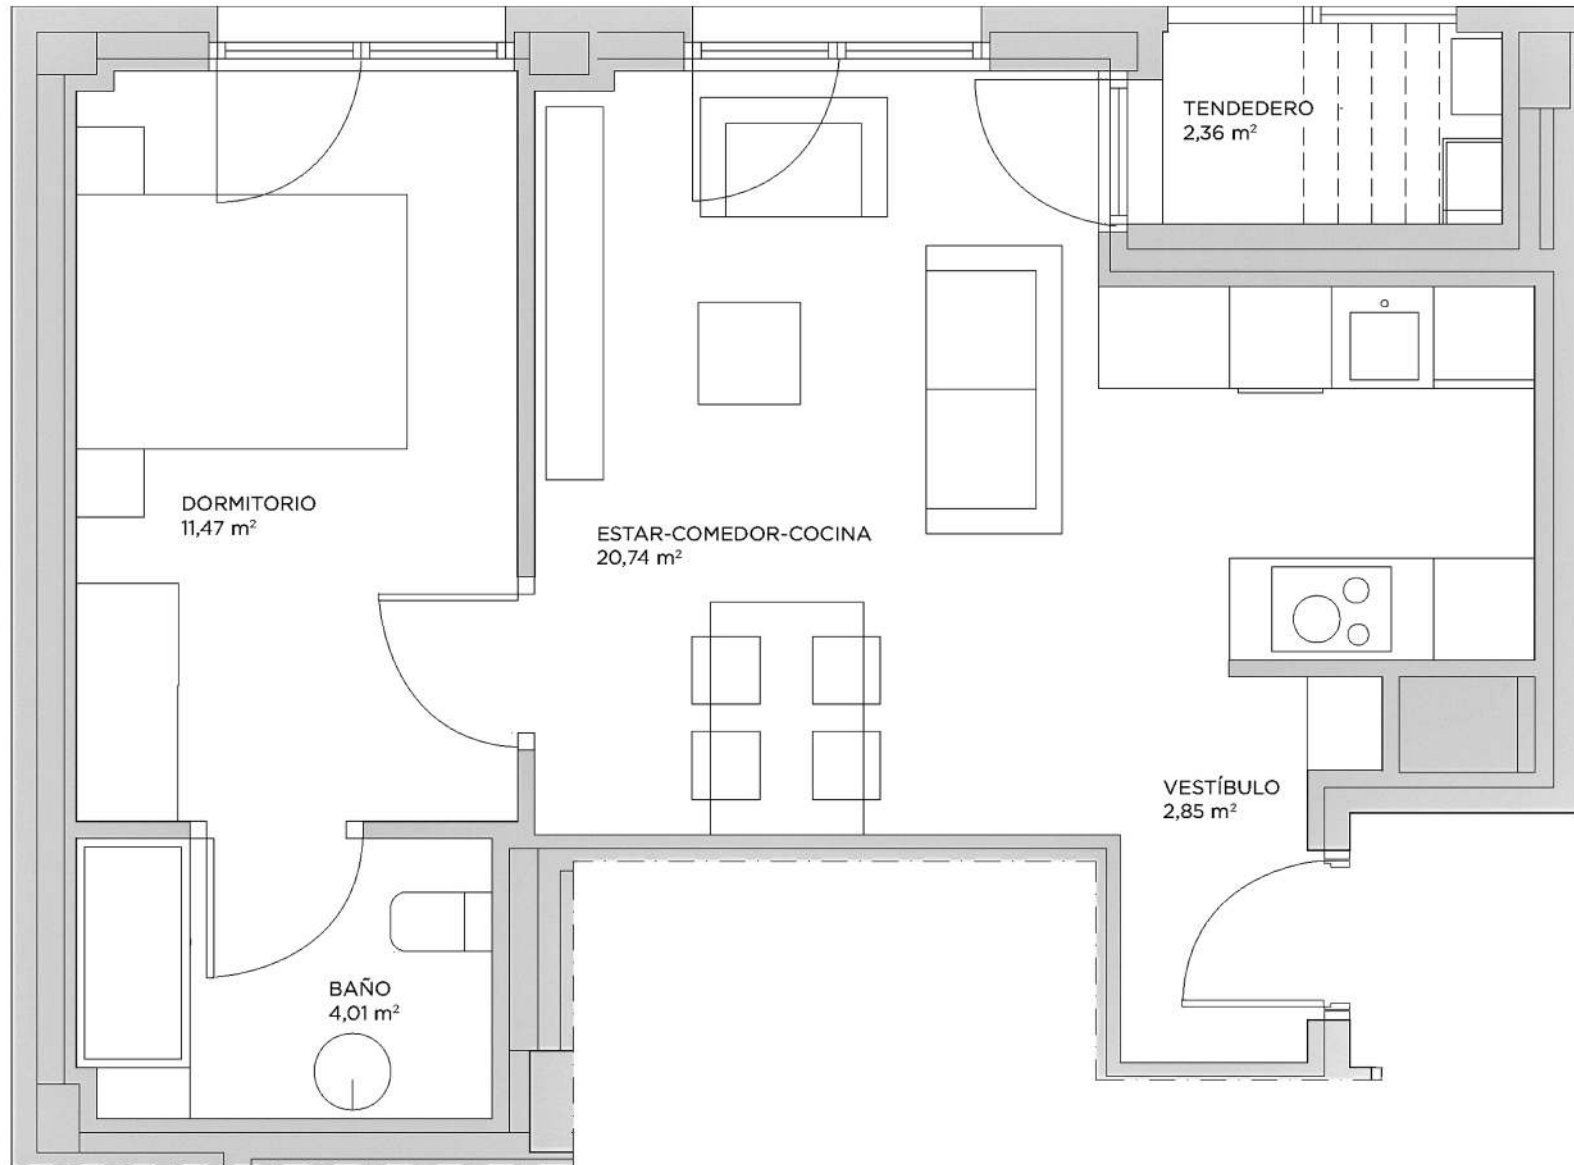 TENDEDERO
2,36 m²
DORMITORIO
11,47 m²
ESTAR-COMEDOR-COCINA
20,74 m²
VESTÍBULO
2,85 m²
BAÑO
4,01 m²